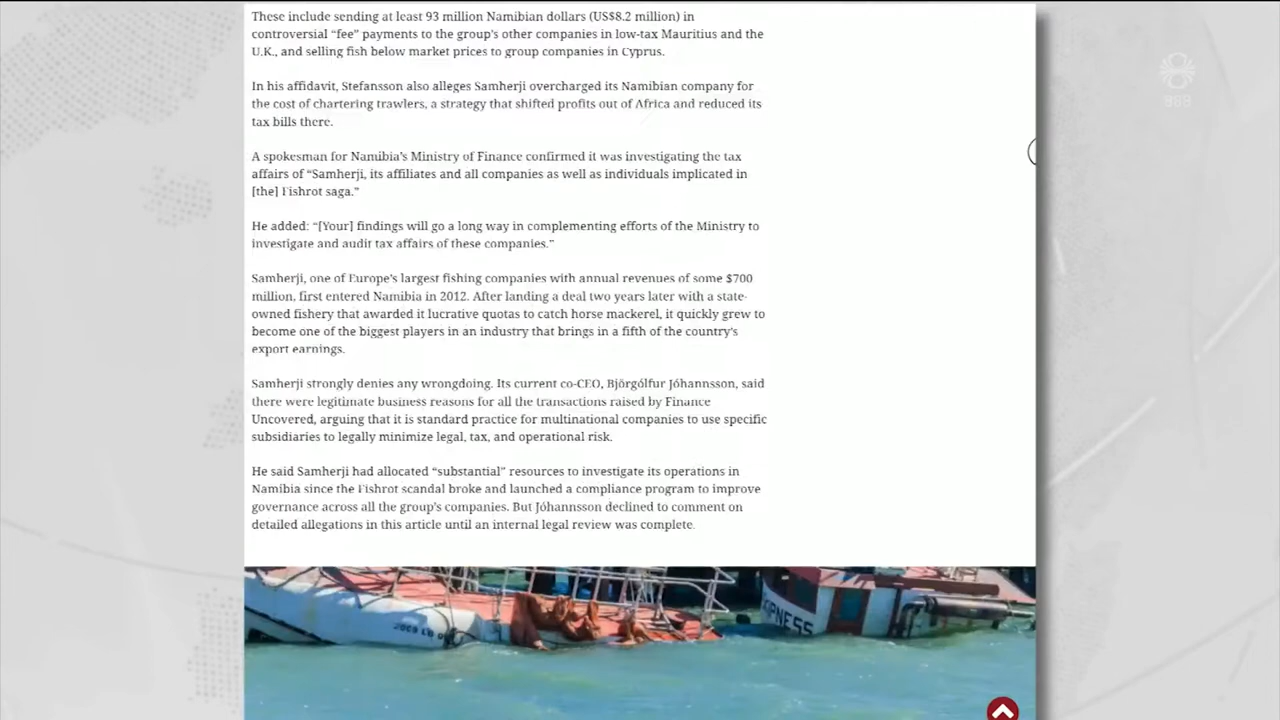 These include sending at least 93 million Namibian dollars (US$8.2 million) in
controversial “fee” payments to the group's other companies in low-tax Mauritius and the
U.K., and selling fish below market prices to group companies in Cyprus.
In his affidavit, Stefansson also alleges Samherji overcharged its Namibian company for
the cost of chartering trawlers, a strategy that shifted profits out of Africa and reduced its
tax bills there.
A spokesman for Namibia's Ministry of Finance confirmed it was investigating the tax
affairs of “Samherji, its affiliates and all companies as well as individuals implicated in
[the] Fishrot saga.”
He added: “[Your] findings will go a long way in complementing efforts of the Ministry to
investigate and audit tax affairs of these companies.”
Samherji, one of Europe's largest fishing companies with annual revenues of some $700
million, first entered Namibia in 2012. After landing a deal two years later with a state-
owned fishery that awarded it lucrative quotas to catch horse mackerel, it quickly grew to
become one of the biggest players in an industry that brings in a fifth of the country's
export earnings.
Samherji strongly denies any wrongdoing. Its current co-CEO, Björgólfur Jóhannsson, said
there were legitimate business reasons for all the transactions raised by Finance
Uncovered, arguing that it is standard practice for multinational companies to use specific
subsidiaries to legally minimize legal, tax, and operational risk.
He said Samherji had allocated “substantial” resources to investigate its operations in
Namibia since the Fishrot scandal broke and launched a compliance program to improve
governance across all the group's companies. But Jóhannsson declined to comment on
detailed allegations in this article until an internal legal review was complete.
888